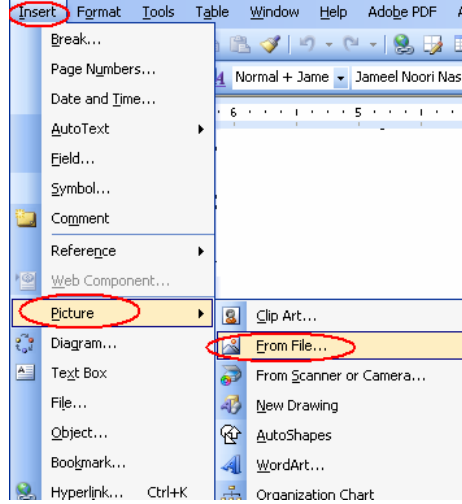 Insert Format Tools Table Window Help Adobe PDF
Break...
Page Numbers...
Normal + Jame Jameel Noori Nas
Date and Time...
6 5
AutoText
Field...
Symbol...
Comment
Reference
Web Component...
Picture
Clip Art...
Diagram...
From File...
Text Box
From Scanner or Camera...
File...
New Drawing
Object...
AutoShapes
Bookmark...
WordArt...
Hyperlink... Ctrl+K
Organization Chart